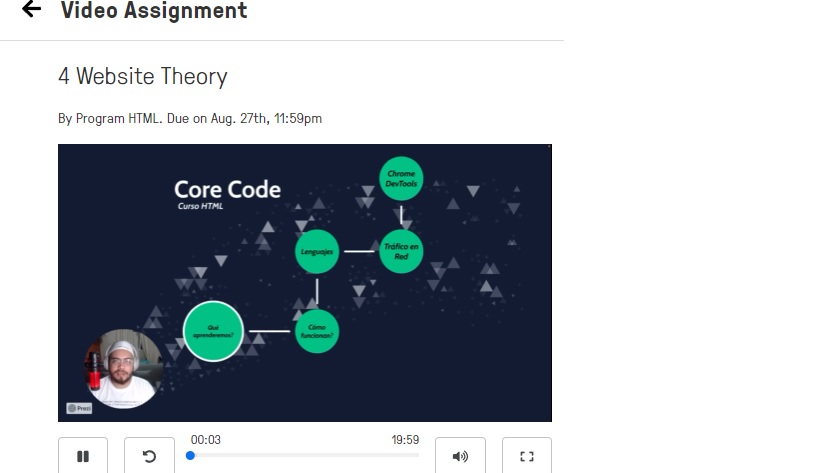 Video Assignment
4 Website Theory
By Program HTML. Due on Aug. 27th, 11:59pm
Core Code
Curso HTML
Chrome
DevTools
Lenguajes
Tráfico en
Red
Qué
aprenderemos?
Cómo
funcionan?
Prezi
00:03
19:59